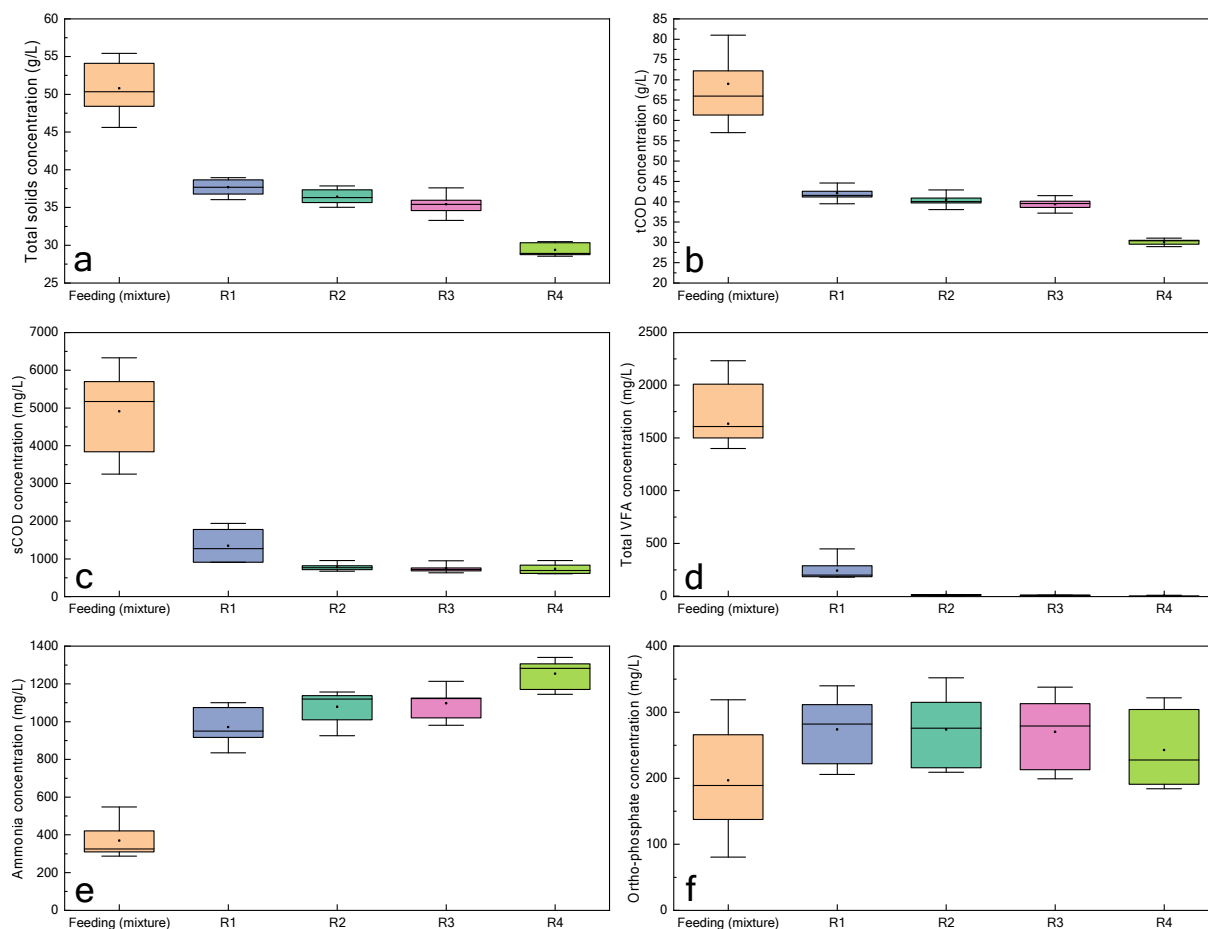 Total solids concentration (g/L)
60
55
50
45
40
35
30
25
a
Feeding (mixture) R1 R2 R3 R4
tCOD concentration (g/L)
85
80
75
70
65
60
55
50
45
40
35
30
25
20
b
Feeding (mixture) R1 R2 R3 R4
sCOD concentration (mg/L)
7000
6000
5000
4000
3000
2000
1000
0
c
Feeding (mixture) R1 R2 R3 R4
Total VFA concentration (mg/L)
2500
2000
1500
1000
500
0
d
Feeding (mixture) R1 R2 R3 R4
Ammonia concentration (mg/L)
1400
1200
1000
800
600
400
200
0
e
Feeding (mixture) R1 R2 R3 R4
Ortho-phosphate concentration (mg/L)
400
300
200
100
0
f
Feeding (mixture) R1 R2 R3 R4